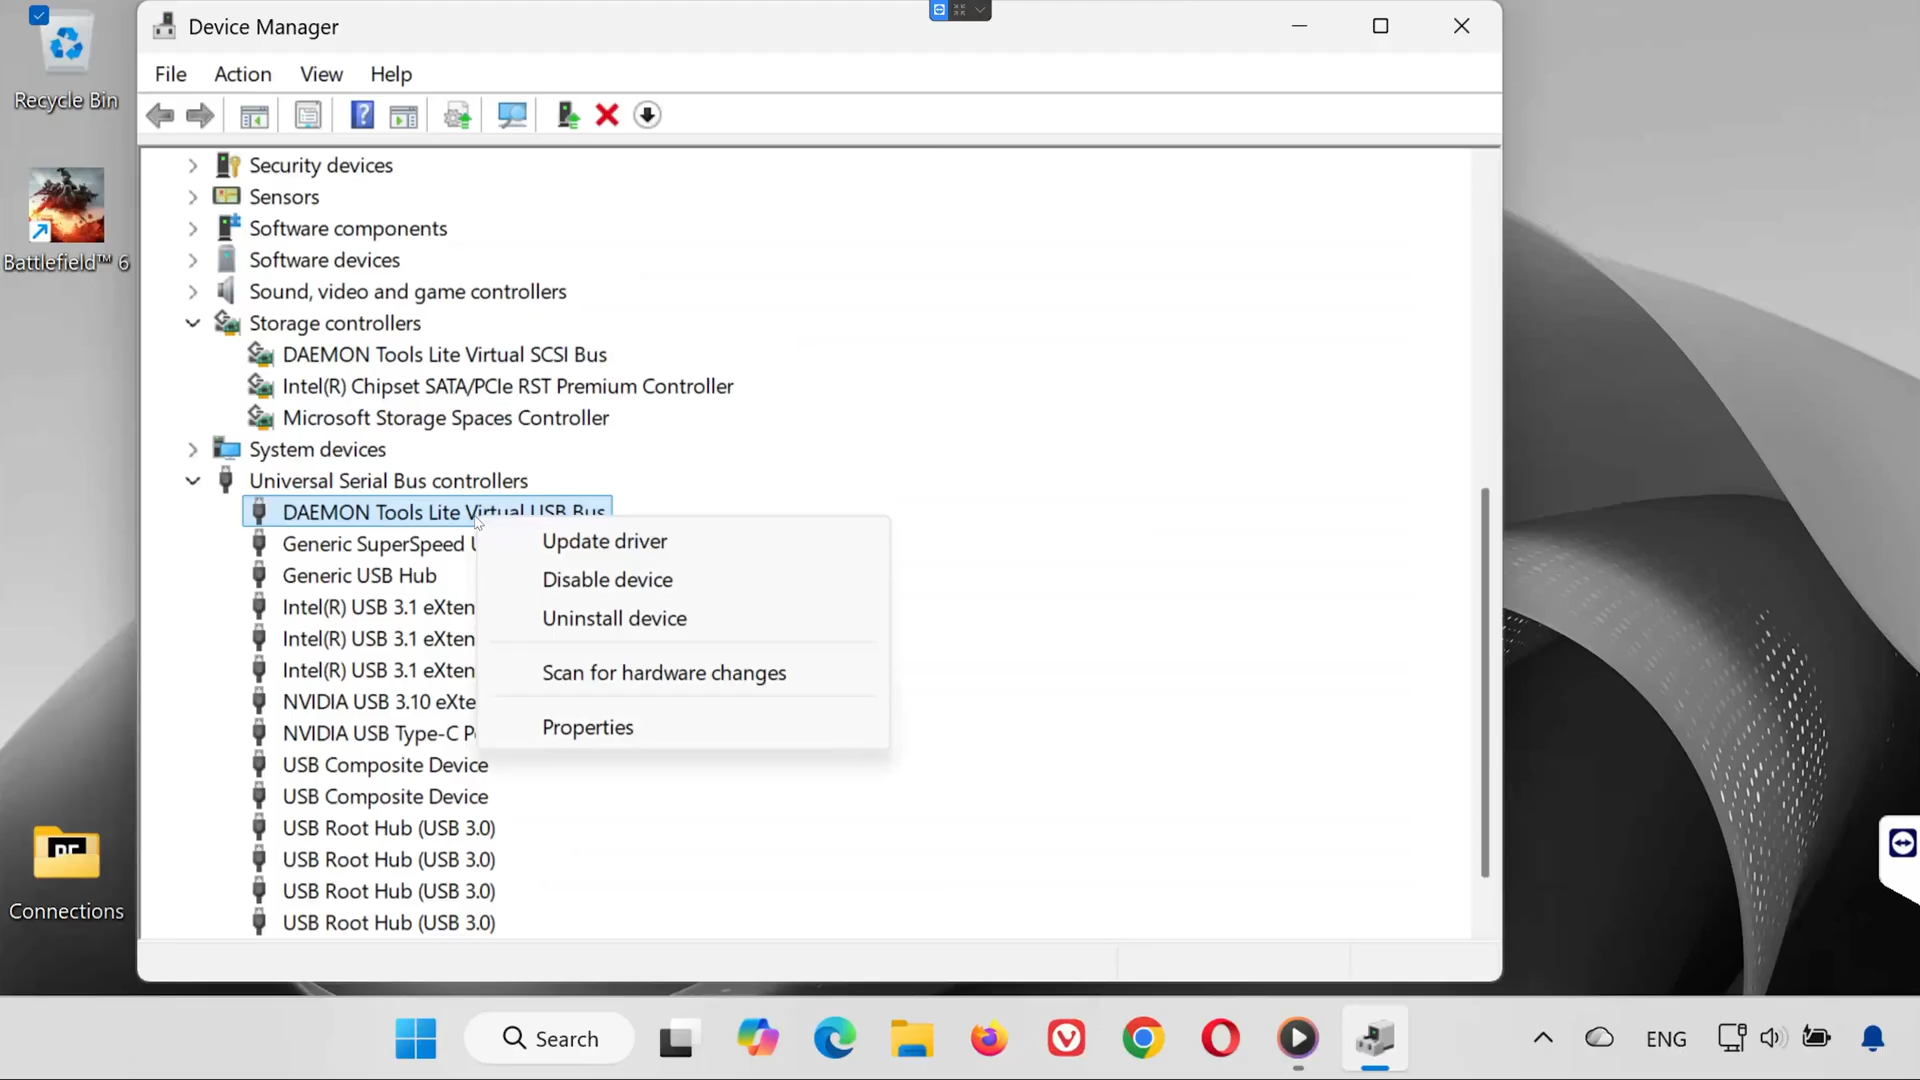 Device Manager
File Action View Help
Security devices
Sensors
Software components
Software devices
Sound, video and game controllers
Storage controllers
DAEMON Tools Lite Virtual SCSI Bus
Intel(R) Chipset SATA/PCIe RST Premium Controller
Microsoft Storage Spaces Controller
System devices
Universal Serial Bus controllers
DAEMON Tools Lite Virtual USB Bus
Generic SuperSpeed U
Generic USB Hub
Intel(R) USB 3.1 eXten
Intel(R) USB 3.1 eXten
Intel(R) USB 3.1 eXten
NVIDIA USB 3.10 eXte
NVIDIA USB Type-C P
USB Composite Device
USB Composite Device
USB Root Hub (USB 3.0)
USB Root Hub (USB 3.0)
USB Root Hub (USB 3.0)
USB Root Hub (USB 3.0)
Update driver
Disable device
Uninstall device
Scan for hardware changes
Properties
Recycle Bin
Battlefield™ 6
Connections
Search
ENG